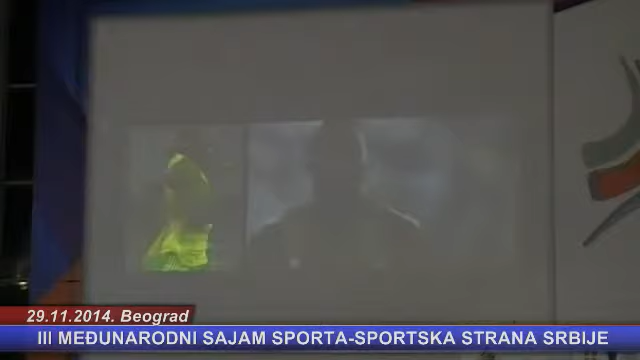 29.11.2014. Beograd
III MEĐUNARODNI SAJAM SPORTA-SPORTSKA STRANA SRBIJE